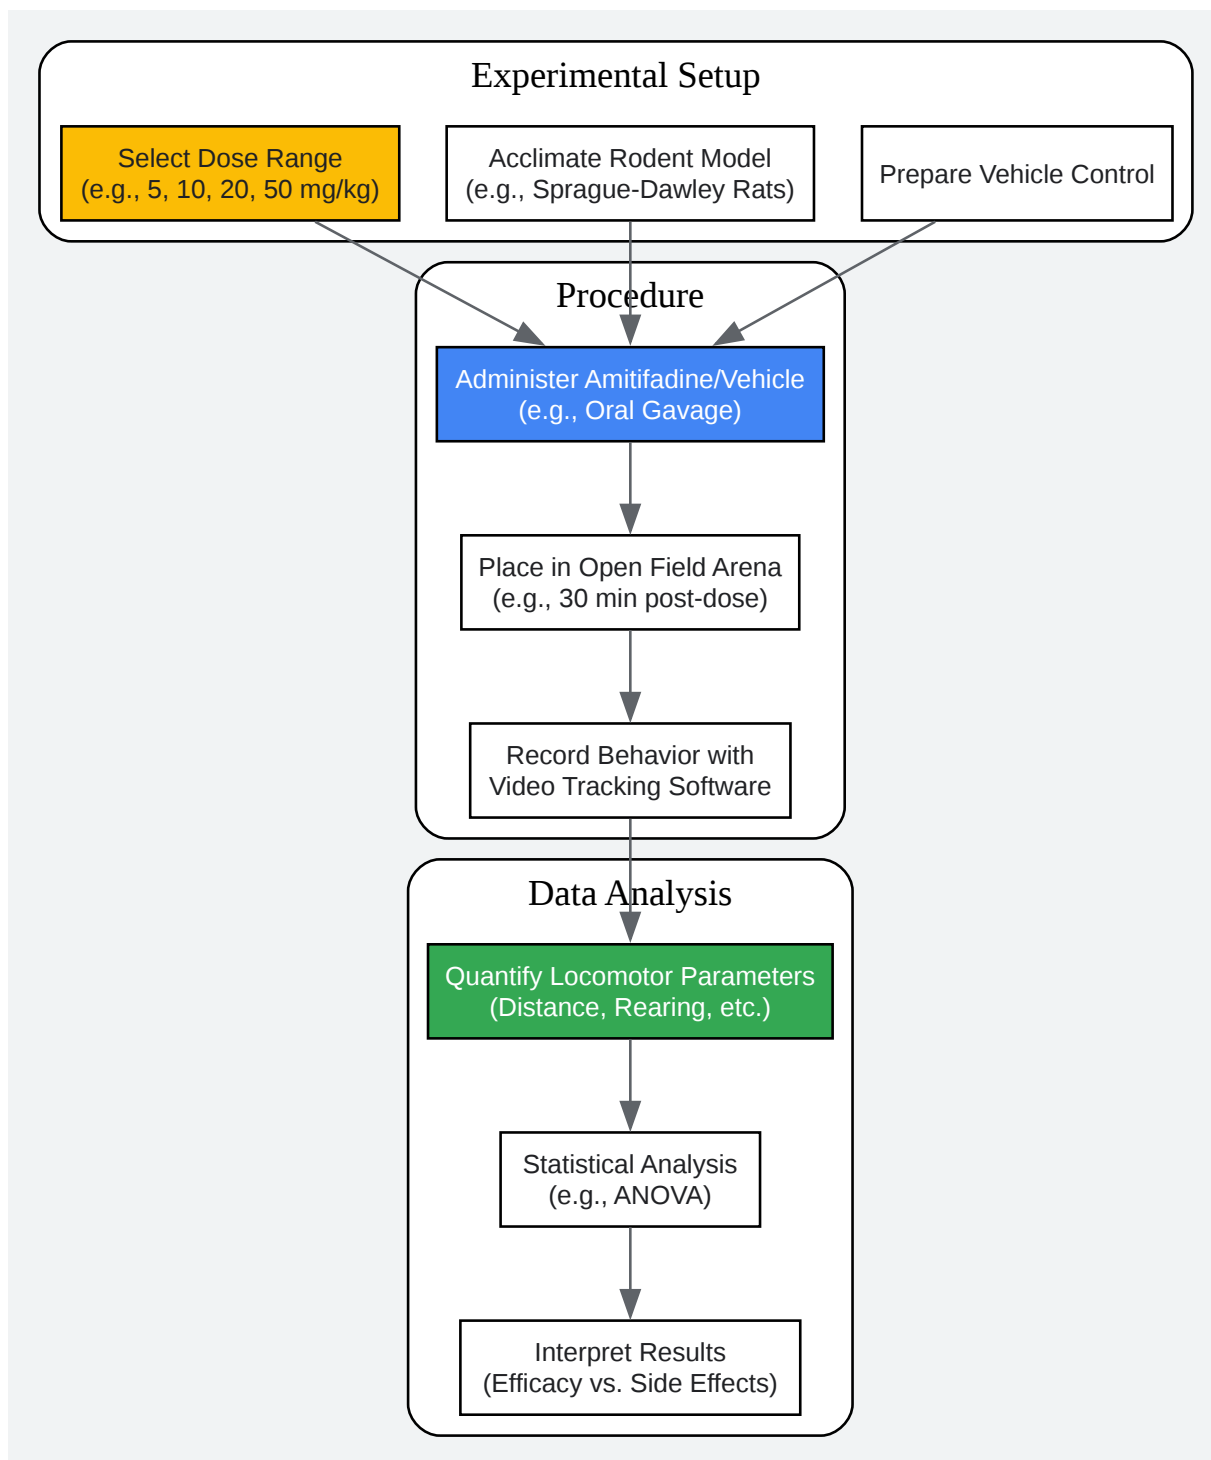 Experimental Setup
Select Dose Range
(e.g., 5, 10, 20, 50 mg/kg)
Acclimate Rodent Model
(e.g., Sprague-Dawley Rats)
Prepare Vehicle Control
Procedure
Administer Amitifadine/Vehicle
(e.g., Oral Gavage)
Place in Open Field Arena
(e.g., 30 min post-dose)
Record Behavior with
Video Tracking Software
Data Analysis
Quantify Locomotor Parameters
(Distance, Rearing, etc.)
Statistical Analysis
(e.g., ANOVA)
Interpret Results
(Efficacy vs. Side Effects)